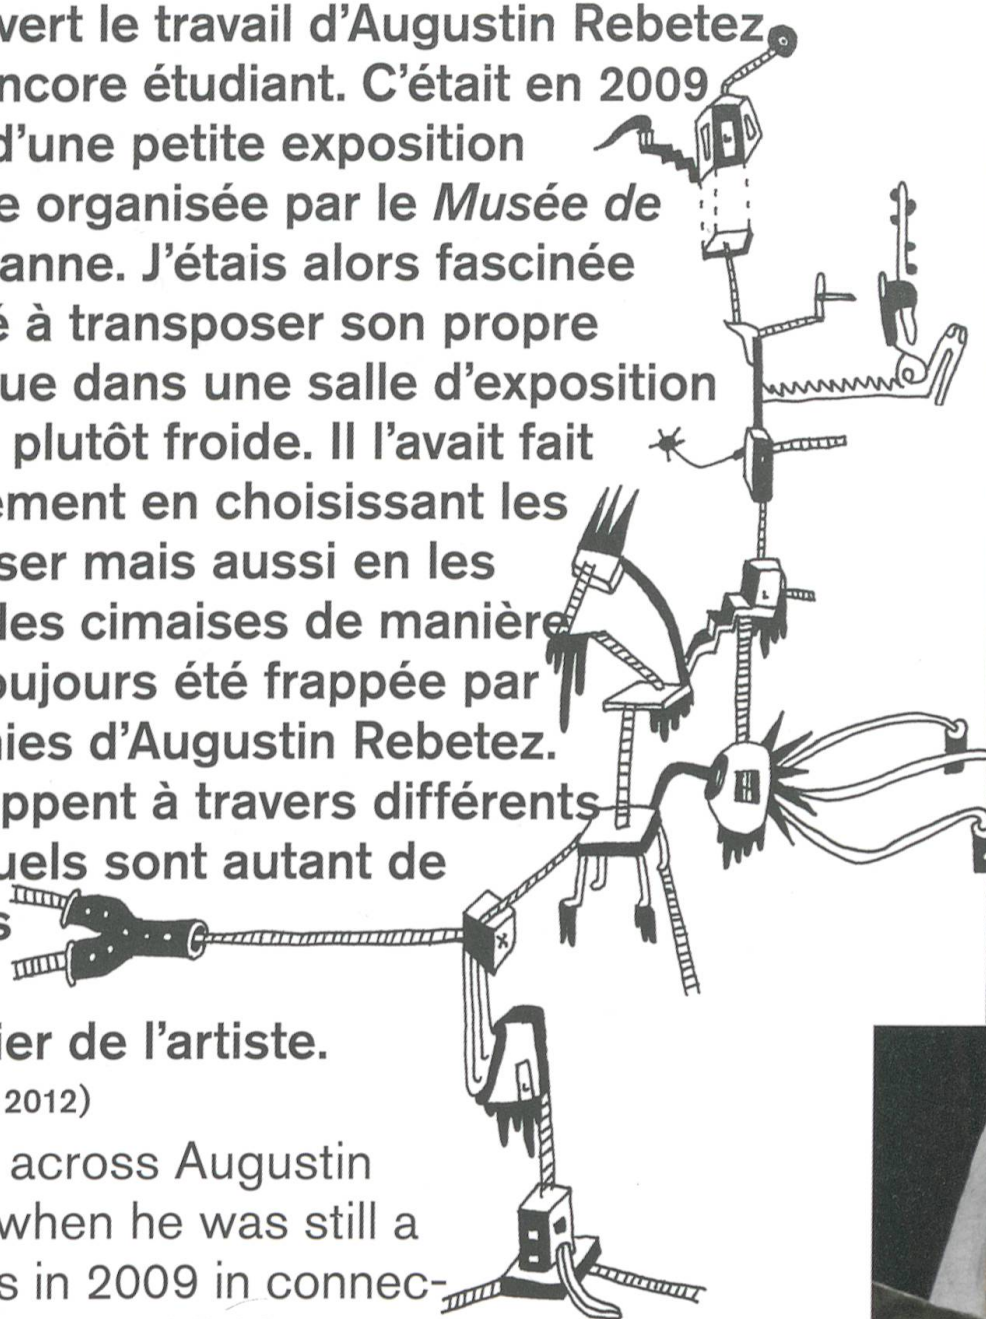 vert le travail d'Augustin Rebetez
ncore étudiant. C'était en 2009
d'une petite exposition
e organisée par le Musée de
anne. J'étais alors fascinée
é à transposer son propre
ue dans une salle d'exposition
plutôt froide. Il l'avait fait
ement en choisissant les
ser mais aussi en les
les cimaises de manière
oujours été frappée par
ies d'Augustin Rebetez.
ppent à travers différents
uels sont autant de
s
ier de l'artiste.
2012)
across Augustin
when he was still a
s in 2009 in connec-